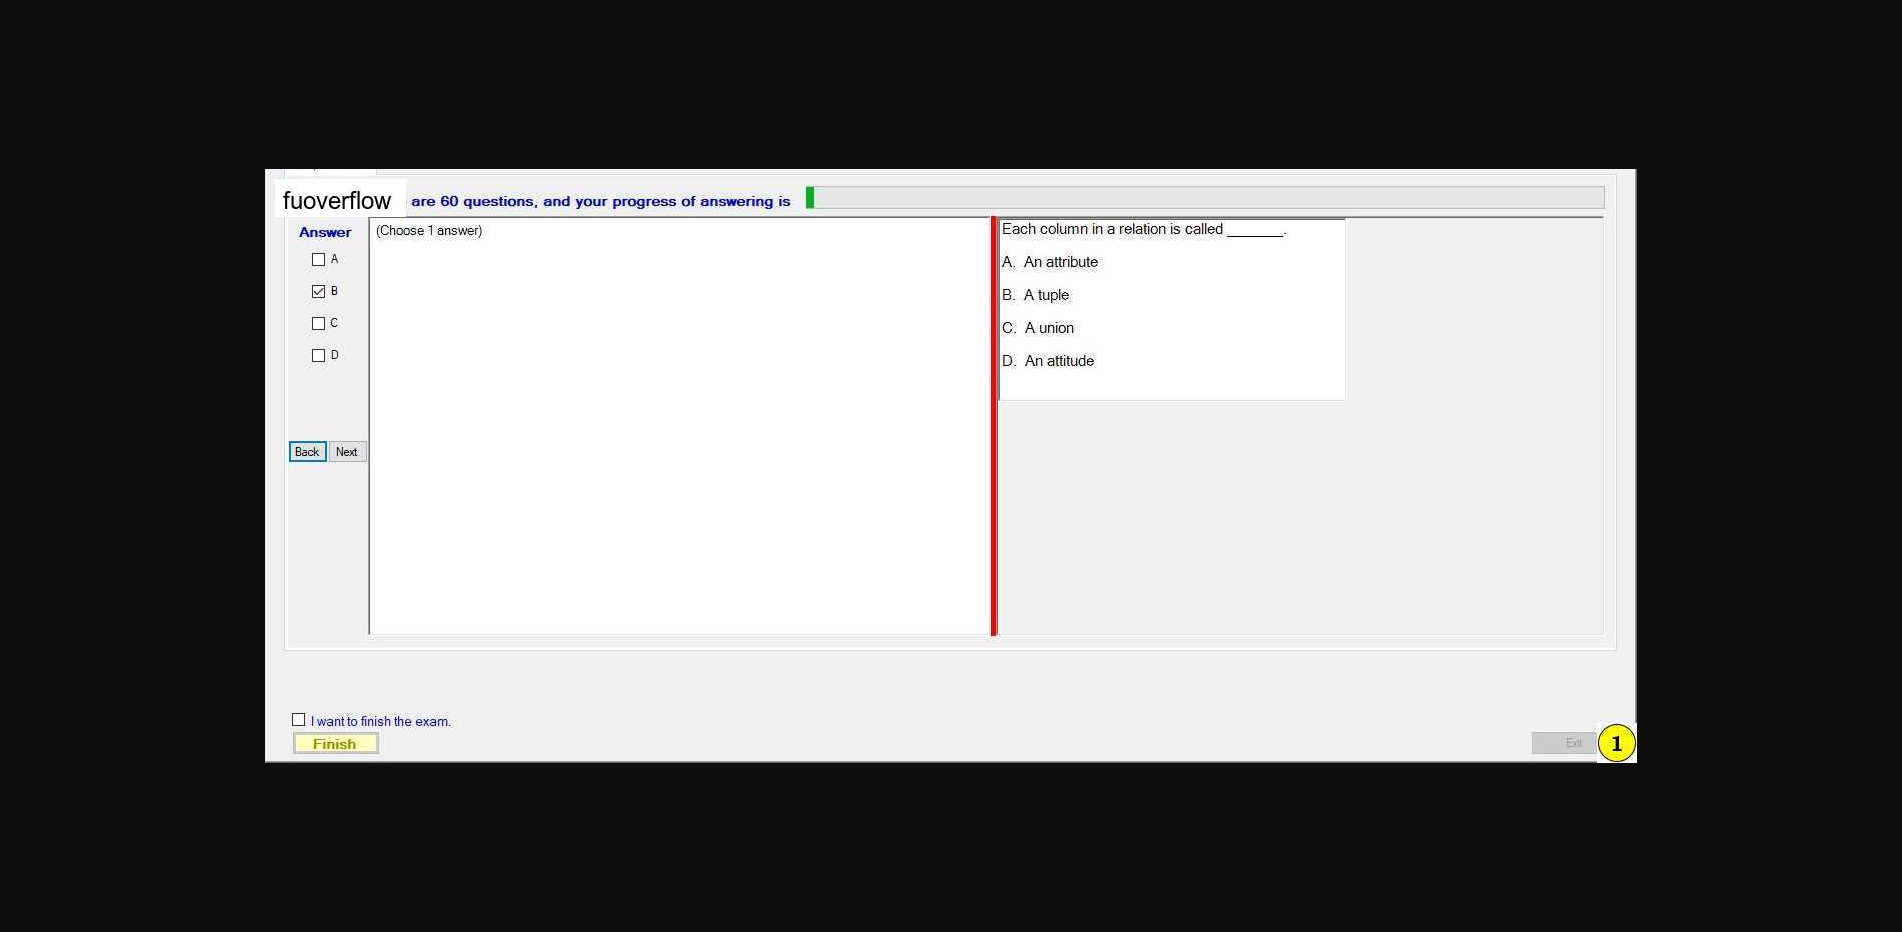 fuoverflow are 60 questions, and your progress of answering is
Answer
A
B
C
D
Back Next
(Choose 1 answer)
Each column in a relation is called _______.
A. An attribute
B. A tuple
C. A union
D. An attitude
I want to finish the exam.
Finish
Exit
1